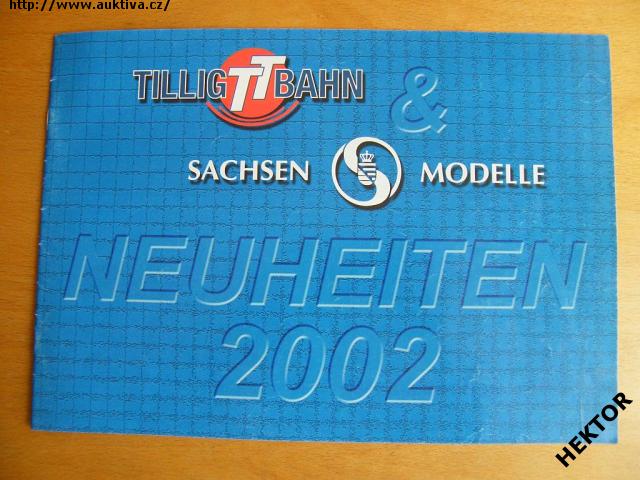 http://www.auktiva.cz/
TILLIG TT BAHN
&
SACHSEN MODELLE
NEUHEITEN
2002
HEKTOR